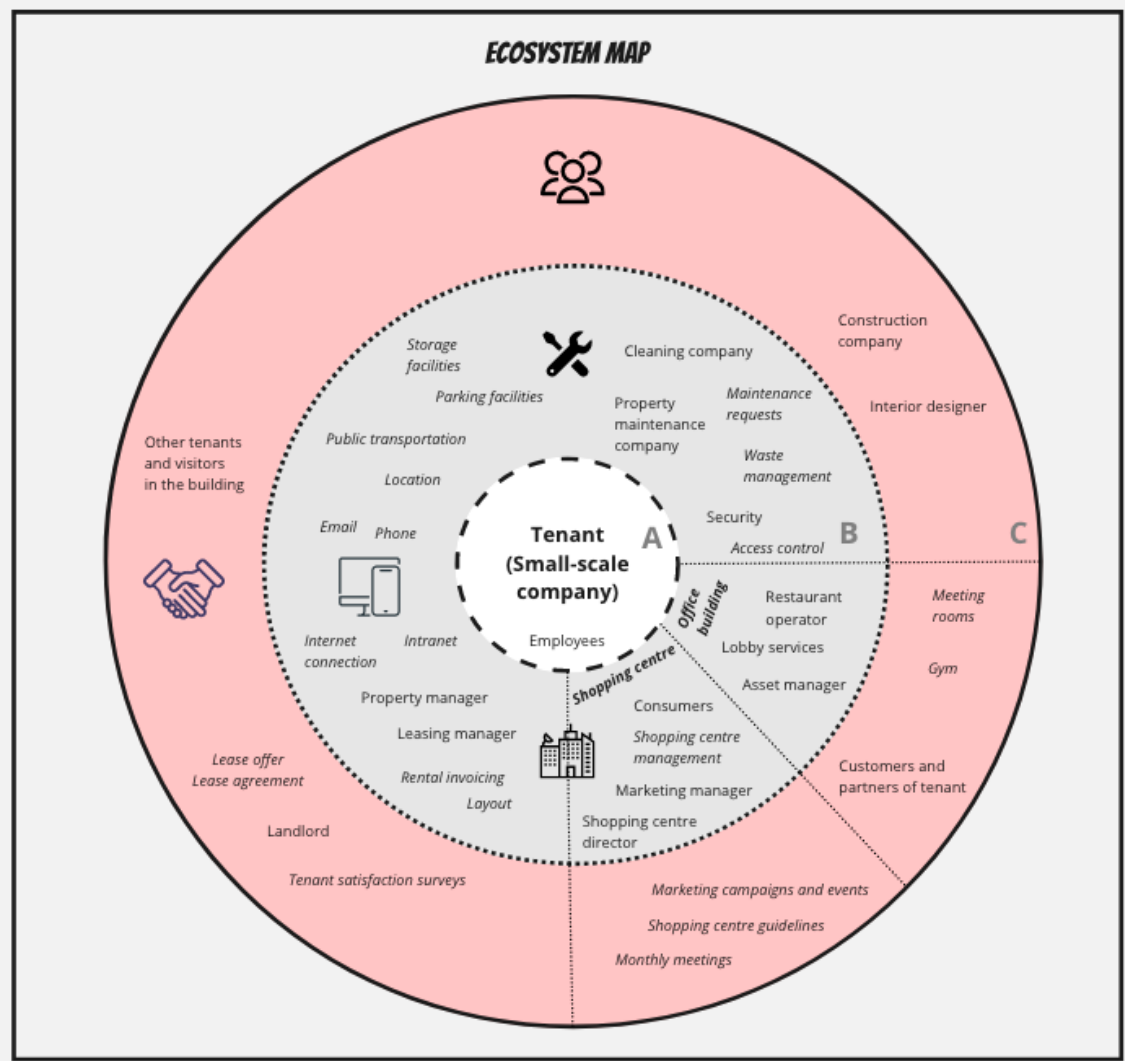 ECOSYSTEM MAP
Construction
company
Interior designer
Storage
facilities
Cleaning company
Parking facilities
Property
maintenance
company
Maintenance
requests
Public transportation
Location
Waste
management
Other tenants
and visitors
in the building
Email
Phone
Security
Access control
A
B
C
Tenant
(Small-scale
company)
Employees
Office
building
Restaurant
operator
Lobby services
Asset manager
Meeting
rooms
Gym
Customers and
partners of tenant
Internet
connection
Intranet
Property manager
Leasing manager
Rental invoicing
Layout
Shopping centre
Consumers
Shopping centre
management
Marketing manager
Shopping centre
director
Lease offer
Lease agreement
Landlord
Tenant satisfaction surveys
Marketing campaigns and events
Shopping centre guidelines
Monthly meetings